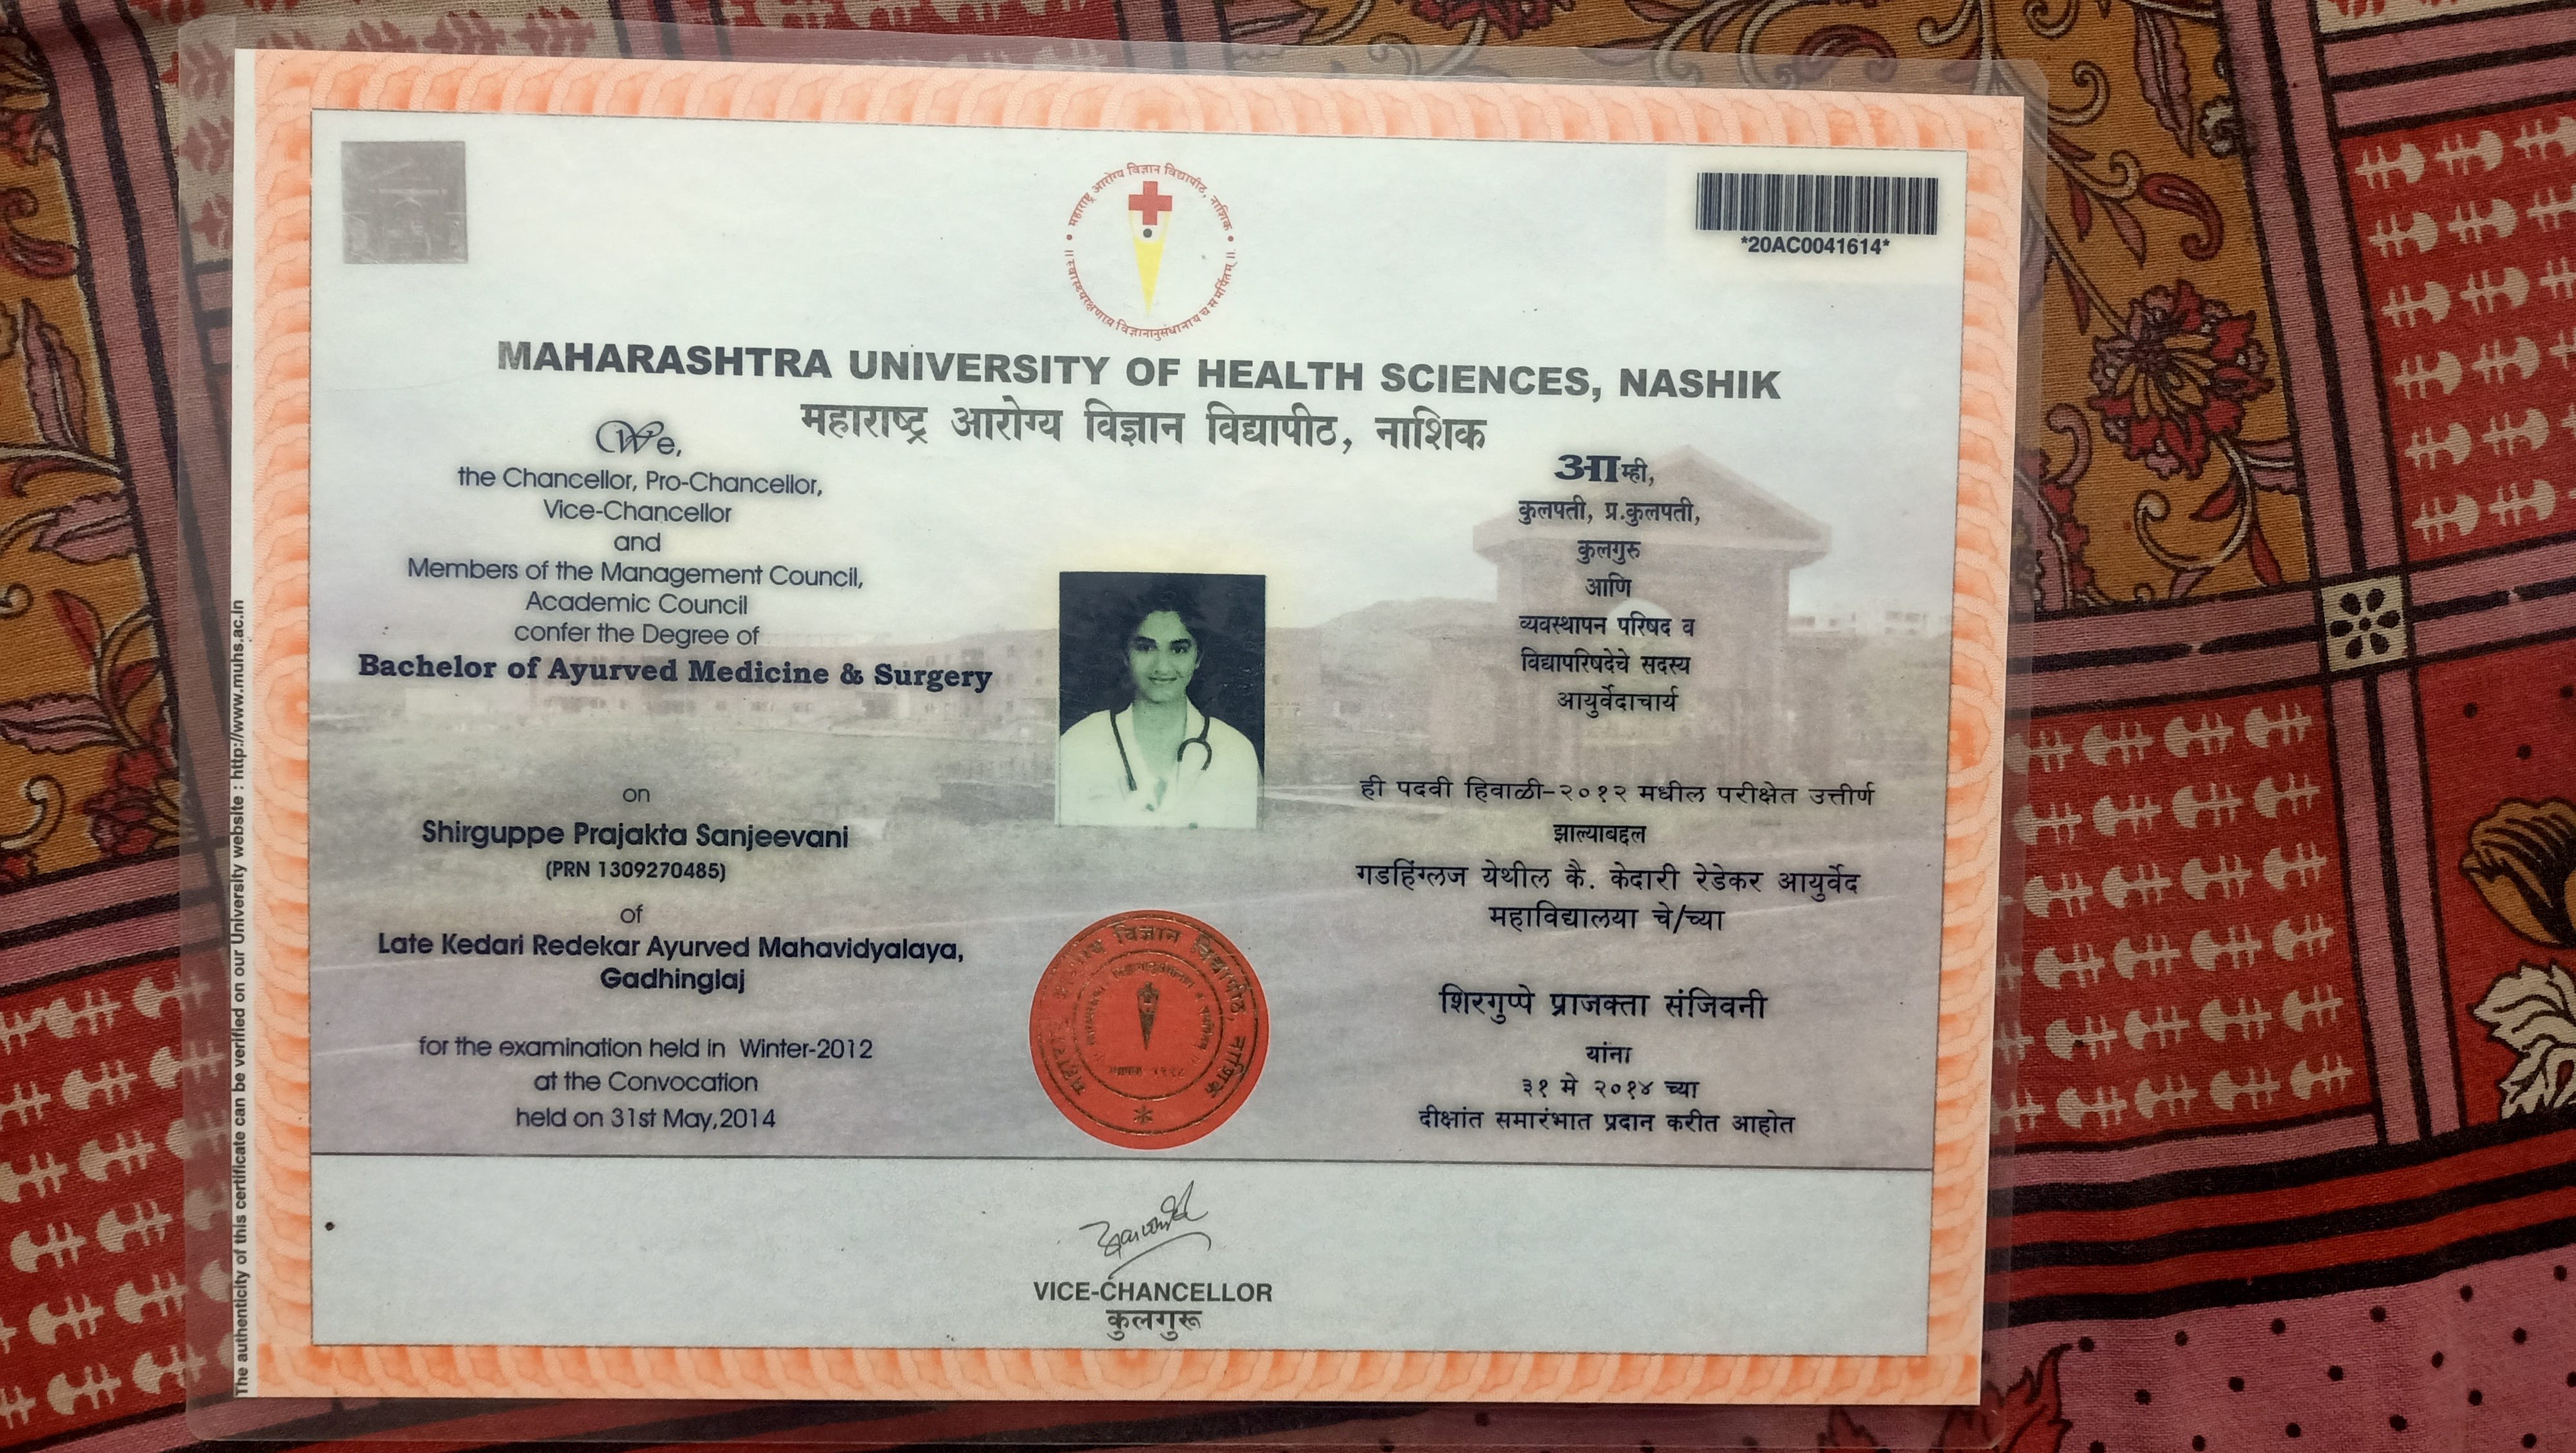 महाराष्ट्र आरोग्य विज्ञान विद्यापीठ, नाशिक
*20AC0041614*
MAHARASHTRA UNIVERSITY OF HEALTH SCIENCES, NASHIK
महाराष्ट्र आरोग्य विज्ञान विद्यापीठ, नाशिक
We,
the Chancellor, Pro-Chancellor,
Vice-Chancellor
and
Members of the Management Council,
Academic Council
confer the Degree of
Bachelor of Ayurved Medicine & Surgery
on
Shirguppe Prajakta Sanjeevani
(PRN 1309270485)
of
Late Kedari Redekar Ayurved Mahavidyalaya,
Gadhinglaj
for the examination held in Winter-2012
at the Convocation
held on 31st May,2014
आम्ही,
कुलपती, प्र.कुलपती,
कुलगुरु
आणि
व्यवस्थापन परिषद व
विद्यापरिषदेचे सदस्य
आयुर्वेदाचार्य
ही पदवी हिवाळी-२०१२ मधील परीक्षेत उत्तीर्ण
झाल्याबद्दल
गडहिंग्लज येथील कै. केदारी रेडेकर आयुर्वेद
महाविद्यालया चे/च्या
शिरगुप्पे प्राजक्ता संजिवनी
यांना
३१ मे २०१४ च्या
दीक्षांत समारंभात प्रदान करीत आहोत
VICE-CHANCELLOR
कुलगुरू
The authenticity of this certificate can be verified on our University website : http://www.muhs.ac.in